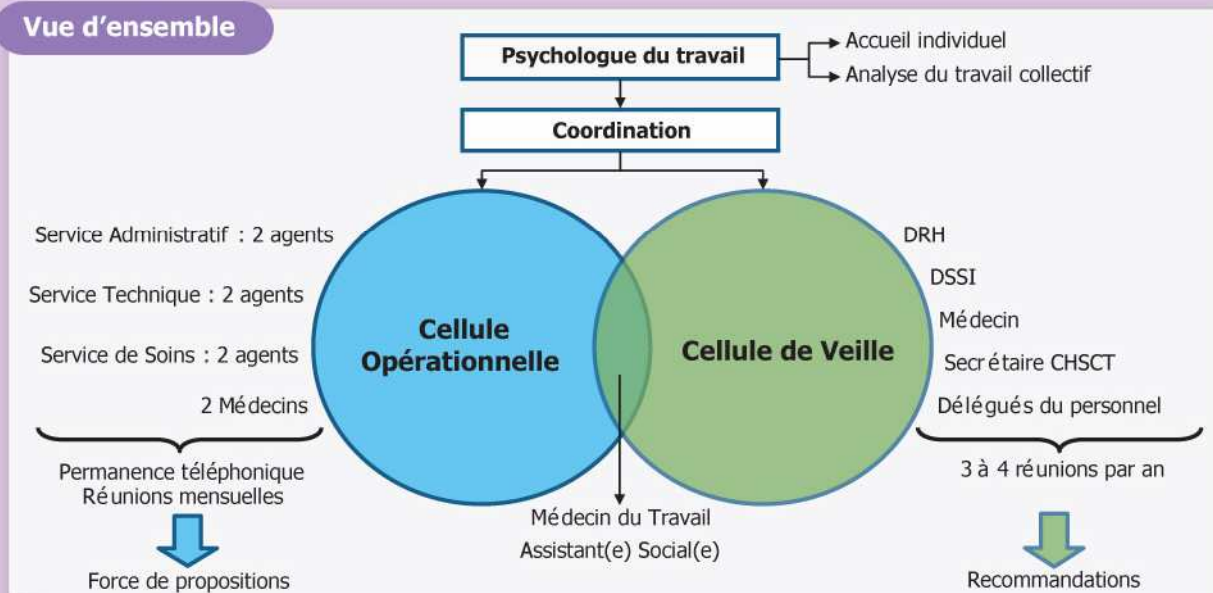 Vue d'ensemble
Psychologue du travail
Accueil individuel
Analyse du travail collectif
Coordination
Service Administratif : 2 agents
Service Technique : 2 agents
Service de Soins : 2 agents
2 Médecins
Permanence téléphonique
Réunions mensuelles
Force de propositions
Cellule
Opérationnelle
Cellule de Veille
Médecin du Travail
Assistant(e) Social(e)
DRH
DSSI
Médecin
Secrétaire CHSCT
Délégués du personnel
3 à 4 réunions par an
Recommandations